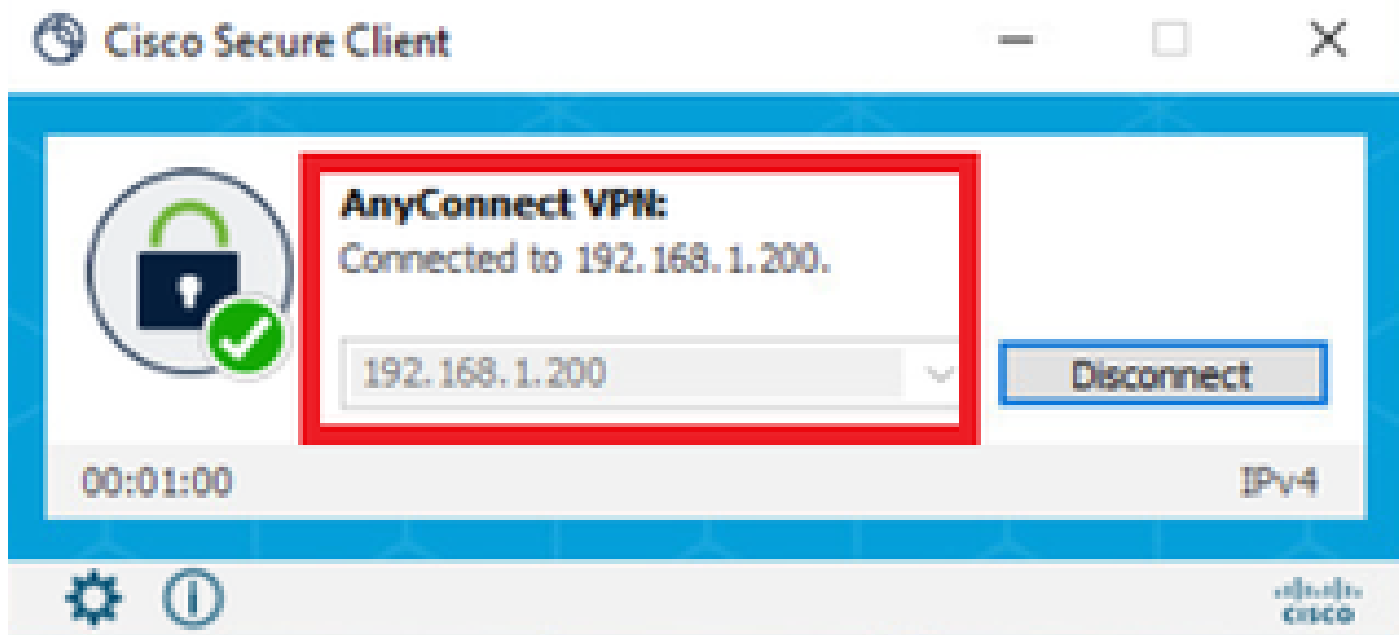 Cisco Secure Client
AnyConnect VPN:
Connected to 192.168.1.200.
192.168.1.200
Disconnect
00:01:00
IPv4
CISCO